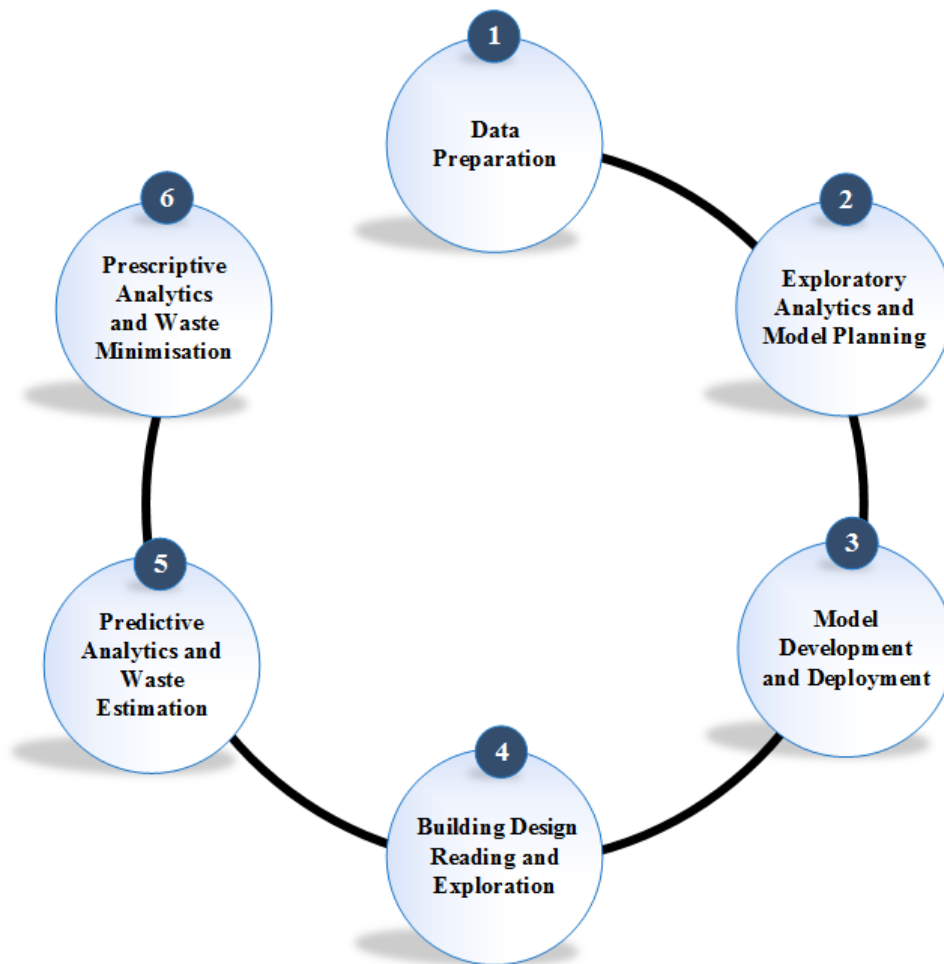 1
Data
Preparation
2
Exploratory
Analytics and
Model Planning
3
Model
Development
and Deployment
4
Building Design
Reading and
Exploration
5
Predictive
Analytics and
Waste
Estimation
6
Prescriptive
Analytics
and Waste
Minimisation